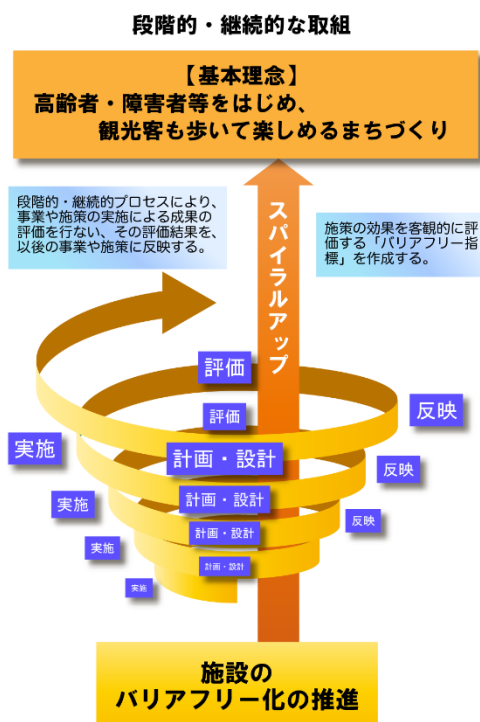 段階的・継続的な取組
【基本理念】
高齢者・障害者等をはじめ、
観光客も歩いて楽しめるまちづくり
段階的・継続的プロセスにより、
事業や施策の実施による成果の
評価を行ない、その評価結果を、
以後の事業や施策に反映する。
スパイラルアップ
施策の効果を客観的に評
価する「バリアフリー指
標」を作成する。
評価
反映
評価
実施
計画・設計
反映
実施
計画・設計
反映
計画・設計
実施
計画・設計
実施
施設の
バリアフリー化の推進